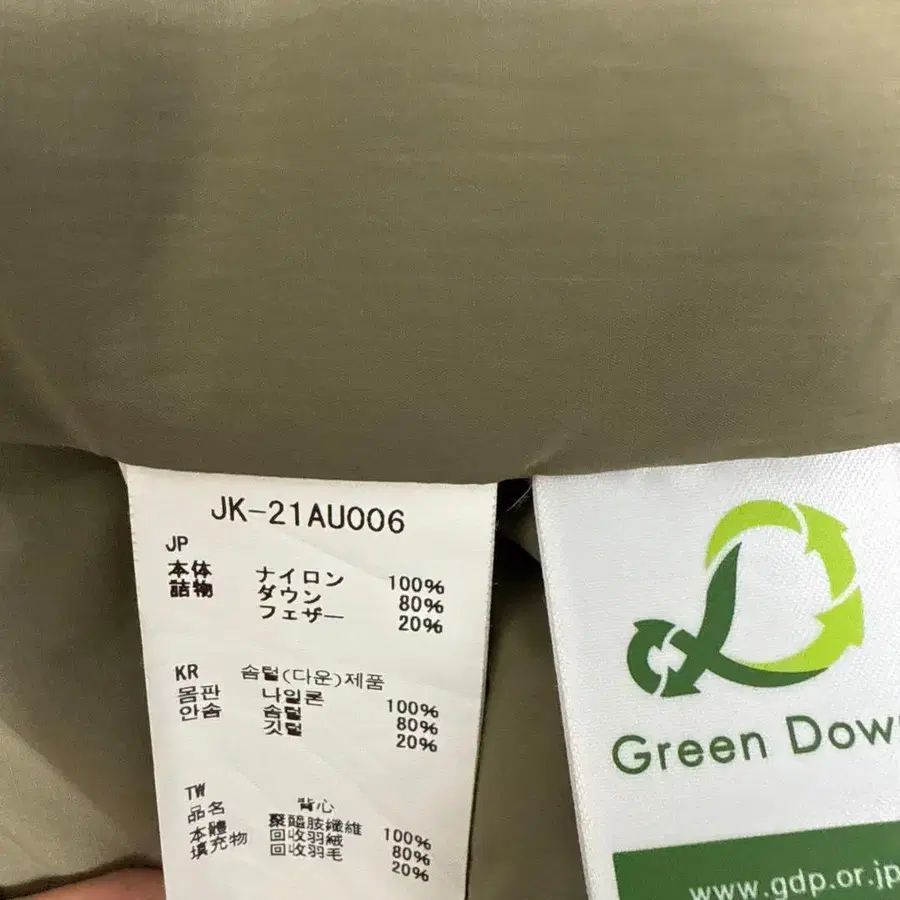 JK-21AU006
JP
本体 ナイロン 100%
詰物 ダウン 80%
フェザー 20%
KR 솜털(다운)제품
몸판 나일론 100%
안솜 솜털 80%
깃털 20%
TW
品名 背心
本體 聚醯胺纖維 100%
填充物 回收羽絨 80%
回收羽毛 20%
Green Down
www.gdp.or.jp